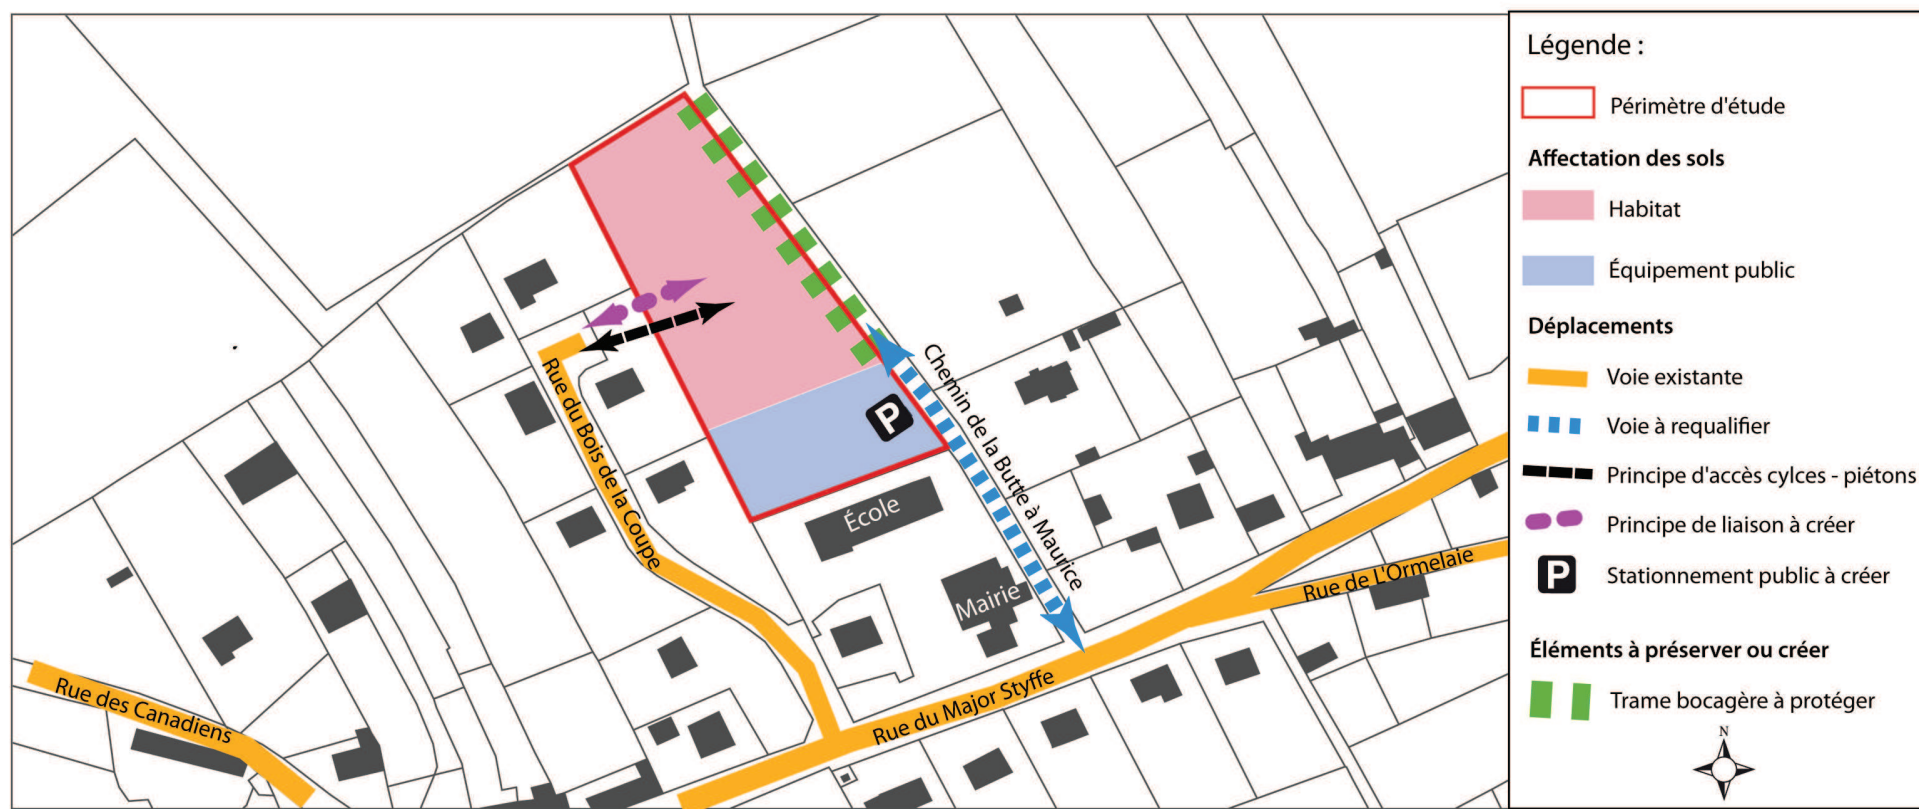 Légende :
Périmètre d'étude
Affectation des sols
Habitat
Équipement public
Déplacements
Voie existante
Voie à requalifier
Principe d'accès cylces - piétons
Principe de liaison à créer
P
Stationnement public à créer
Éléments à préserver ou créer
Trame bocagère à protéger
N
Chemin de la Butte à Maurice
Rue du Bois de la Coupe
P
École
Mairie
Rue de L'Ormelaie
Rue du Major Styffe
Rue des Canadiens